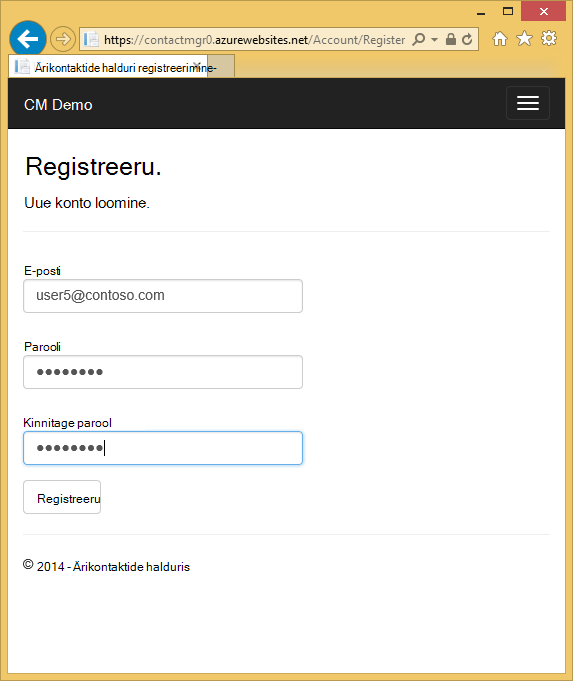 https://contactmgr0.azurewebsites.net/Account/Register
Ärikontaktide halduri registreerimine-
CM Demo
Registreeru.
Uue konto loomine.
E-posti
user5@contoso.com
Parooli
●●●●●●●●
Kinnitage parool
●●●●●●●●
Registreeru
© 2014 - Ärikontaktide halduris